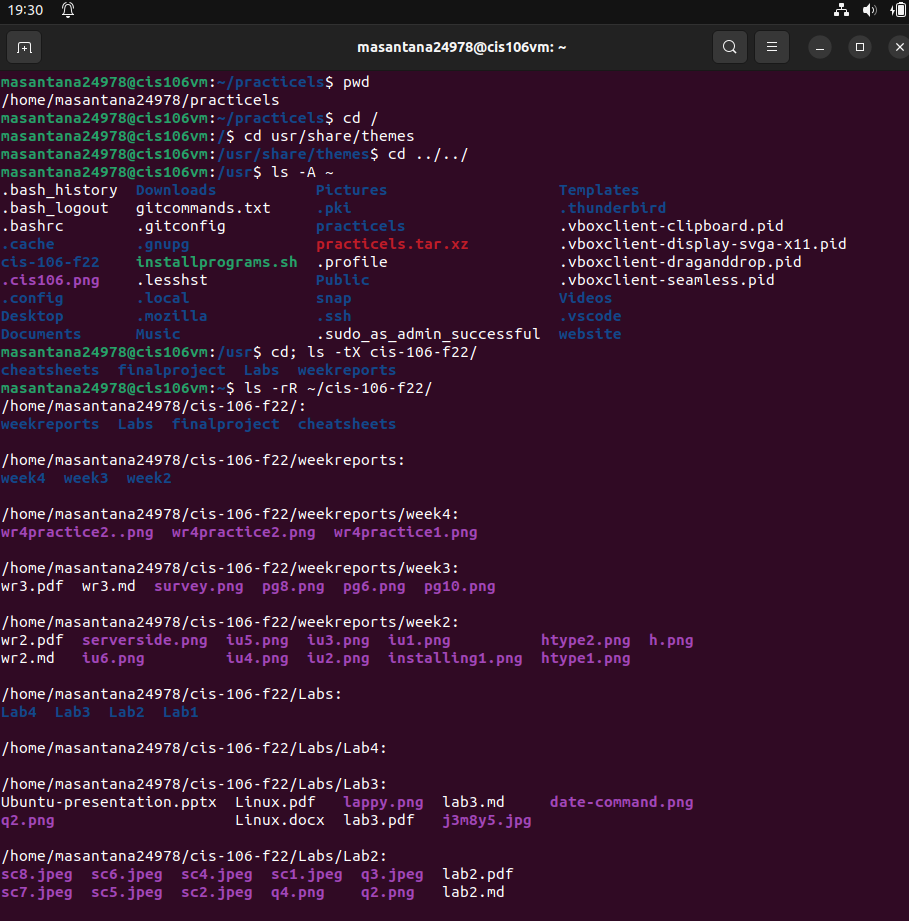 19:30
masantana24978@cis106vm: ~
masantana24978@cis106vm:~/practicels$ pwd
/home/masantana24978/practicels
masantana24978@cis106vm:~/practicels$ cd /
masantana24978@cis106vm:/$ cd usr/share/themes
masantana24978@cis106vm:/usr/share/themes$ cd ../../
masantana24978@cis106vm:/usr$ ls -A ~
.bash_history  Downloads           Pictures                   Templates
.bash_logout   gitcommands.txt     .pki                       .thunderbird
.bashrc        .gitconfig          practicels                 .vboxclient-clipboard.pid
.cache         .gnupg              practicels.tar.xz          .vboxclient-display-svga-x11.pid
cis-106-f22    installprograms.sh  .profile                   .vboxclient-draganddrop.pid
.cis106.png    .lesshst            Public                     .vboxclient-seamless.pid
.config        .local              snap                       Videos
Desktop        .mozilla            .ssh                       .vscode
Documents      Music               .sudo_as_admin_successful  website
masantana24978@cis106vm:/usr$ cd; ls -tX cis-106-f22/
cheatsheets  finalproject  Labs  weekreports
masantana24978@cis106vm:~$ ls -rR ~/cis-106-f22/
/home/masantana24978/cis-106-f22/:
weekreports  Labs  finalproject  cheatsheets
/home/masantana24978/cis-106-f22/weekreports:
week4  week3  week2
/home/masantana24978/cis-106-f22/weekreports/week4:
wr4practice2..png  wr4practice2.png  wr4practice1.png
/home/masantana24978/cis-106-f22/weekreports/week3:
wr3.pdf  wr3.md  survey.png  pg8.png  pg6.png  pg10.png
/home/masantana24978/cis-106-f22/weekreports/week2:
wr2.pdf  serverside.png  iu5.png  iu3.png  iu1.png          htype2.png  h.png
wr2.md   iu6.png         iu4.png  iu2.png  installing1.png  htype1.png
/home/masantana24978/cis-106-f22/Labs:
Lab4  Lab3  Lab2  Lab1
/home/masantana24978/cis-106-f22/Labs/Lab4:
/home/masantana24978/cis-106-f22/Labs/Lab3:
Ubuntu-presentation.pptx  Linux.pdf   lappy.png  lab3.md     date-command.png
q2.png                    Linux.docx  lab3.pdf   j3m8y5.jpg
/home/masantana24978/cis-106-f22/Labs/Lab2:
sc8.jpeg  sc6.jpeg  sc4.jpeg  sc1.jpeg  q3.jpeg  lab2.pdf
sc7.jpeg  sc5.jpeg  sc2.jpeg  q4.png    q2.png   lab2.md